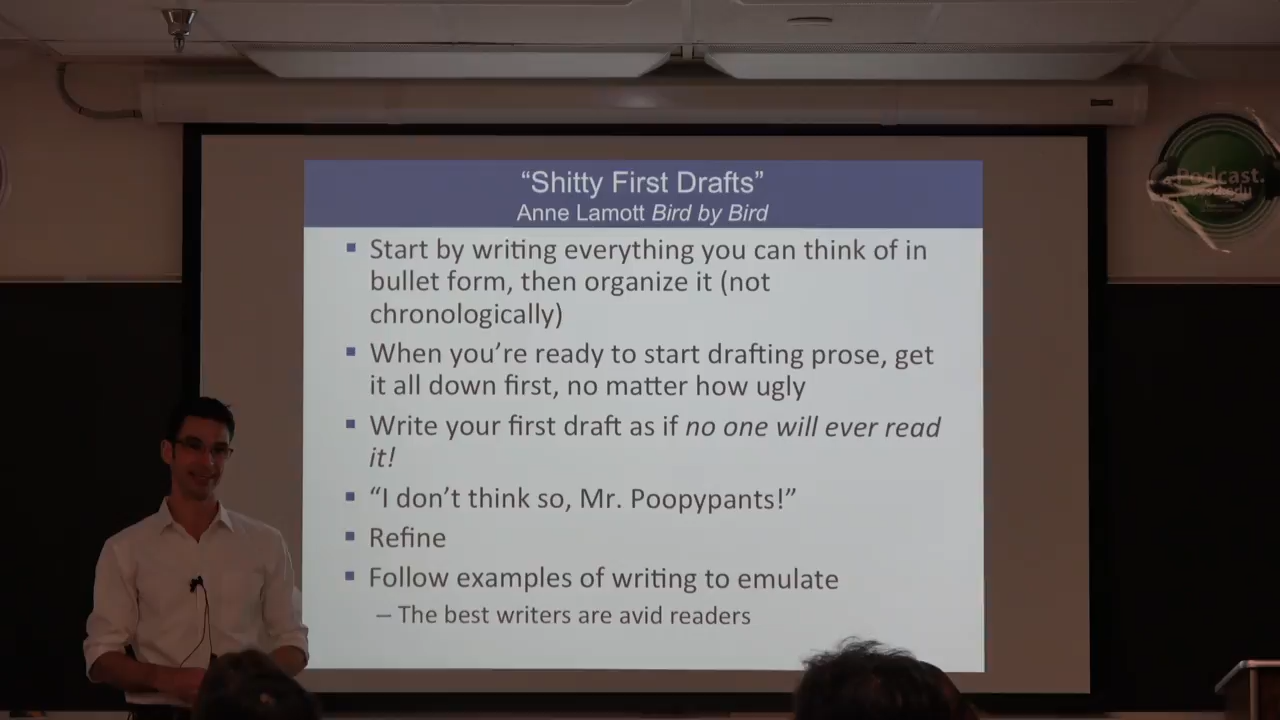 “Shitty First Drafts”
Anne Lamott Bird by Bird
▪ Start by writing everything you can think of in
bullet form, then organize it (not
chronologically)
▪ When you’re ready to start drafting prose, get
it all down first, no matter how ugly
▪ Write your first draft as if no one will ever read
it!
▪ “I don’t think so, Mr. Poopypants!”
▪ Refine
▪ Follow examples of writing to emulate
– The best writers are avid readers
Podcast.